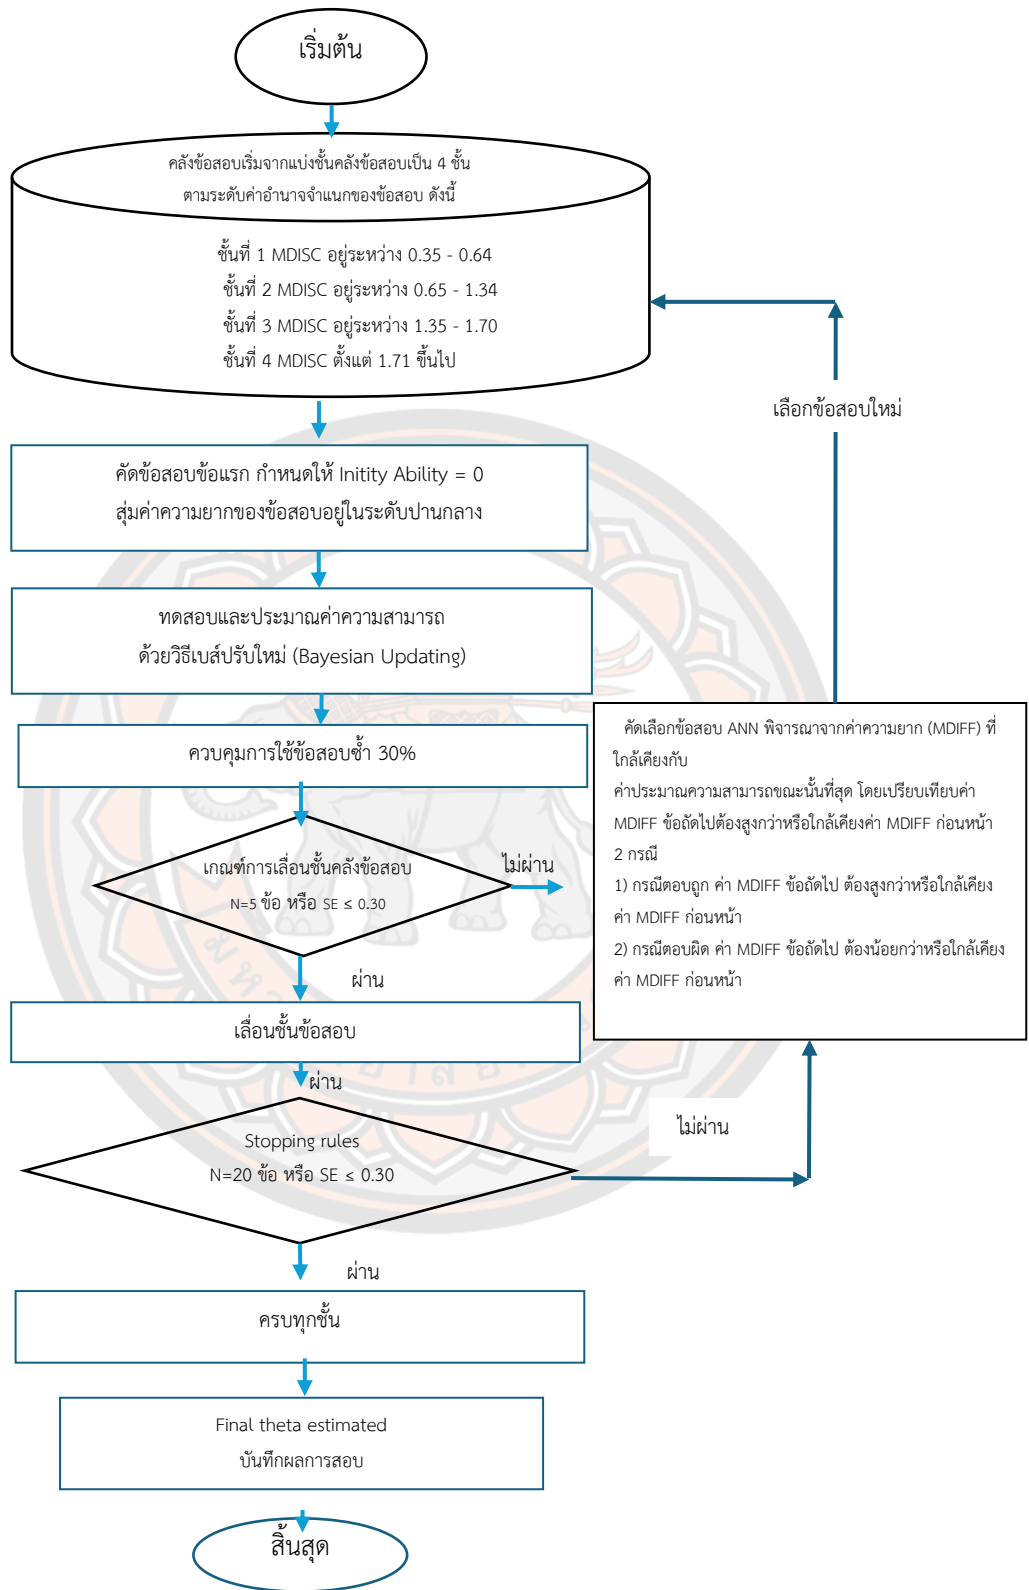 เริ่มต้น
คลังข้อสอบเริ่มจากแบ่งชั้นคลังข้อสอบเป็น 4 ชั้น
ตามระดับค่าอำนาจจำแนกของข้อสอบ ดังนี้
ชั้นที่ 1 MDISC อยู่ระหว่าง 0.35 - 0.64
ชั้นที่ 2 MDISC อยู่ระหว่าง 0.65 - 1.34
ชั้นที่ 3 MDISC อยู่ระหว่าง 1.35 - 1.70
ชั้นที่ 4 MDISC ตั้งแต่ 1.71 ขึ้นไป
เลือกข้อสอบใหม่
คัดข้อสอบข้อแรก กำหนดให้ Initity Ability = 0
สุ่มค่าความยากของข้อสอบอยู่ในระดับปานกลาง
ทดสอบและประมาณค่าความสามารถ
ด้วยวิธีเบส์ปรับใหม่ (Bayesian Updating)
ควบคุมการใช้ข้อสอบซ้ำ 30%
คัดเลือกข้อสอบ ANN พิจารณาจากค่าความยาก (MDIFF) ที่
ใกล้เคียงกับ
ค่าประมาณความสามารถขณะนั้นที่สุด โดยเปรียบเทียบค่า
MDIFF ข้อถัดไปต้องสูงกว่าหรือใกล้เคียงค่า MDIFF ก่อนหน้า
2 กรณี
1) กรณีตอบถูก ค่า MDIFF ข้อถัดไป ต้องสูงกว่าหรือใกล้เคียง
ค่า MDIFF ก่อนหน้า
2) กรณีตอบผิด ค่า MDIFF ข้อถัดไป ต้องน้อยกว่าหรือใกล้เคียง
ค่า MDIFF ก่อนหน้า
เกณฑ์การเลื่อนชั้นคลังข้อสอบ
N=5 ข้อ หรือ SE ≤ 0.30
ไม่ผ่าน
ผ่าน
เลื่อนชั้นข้อสอบ
ผ่าน
Stopping rules
N=20 ข้อ หรือ SE ≤ 0.30
ไม่ผ่าน
ผ่าน
ครบทุกชั้น
Final theta estimated
บันทึกผลการสอบ
สิ้นสุด